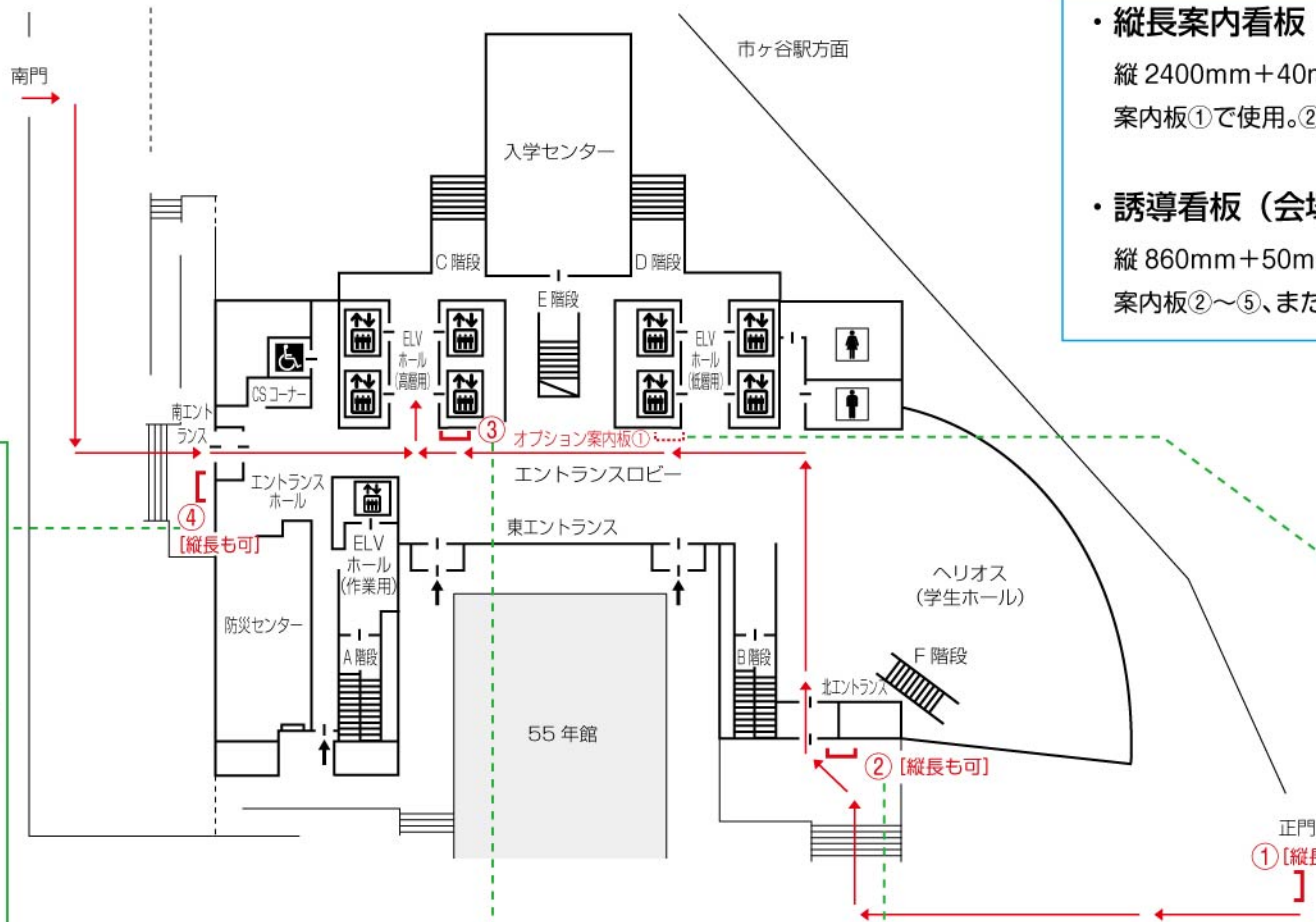 南門
市ヶ谷駅方面
・縦長案内看板
縦 2400mm＋40m
案内板①で使用。②
・誘導看板（会場
縦 860mm＋50m
案内板②～⑤、また
入学センター
C 階段
D 階段
E 階段
ELV
ホール
(高層用)
ELV
ホール
(低層用)
CS コーナー
南エント
ランス
③
オプション案内板①
エントランスロビー
エントランス
ホール
④
[縦長も可]
東エントランス
ELV
ホール
(作業用)
ヘリオス
(学生ホール)
防災センター
A 階段
B 階段
F 階段
北エントランス
55 年館
② [縦長も可]
正門
① [縦長